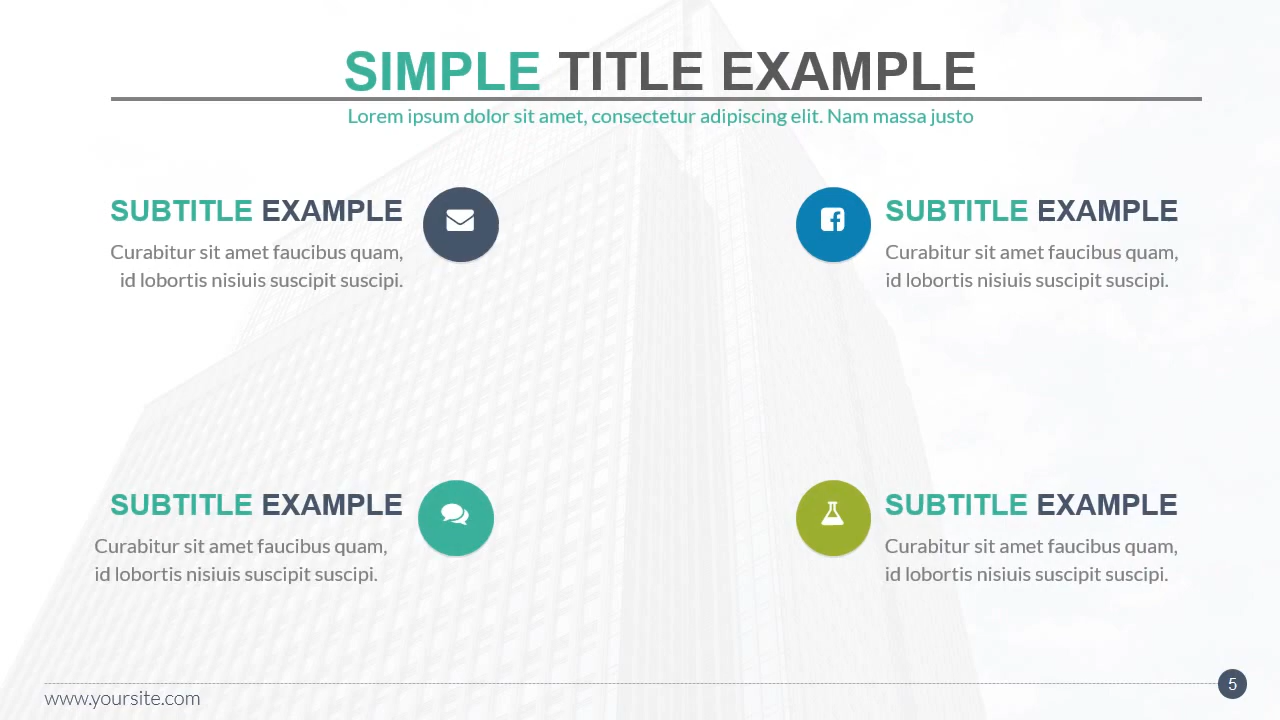 SIMPLE TITLE EXAMPLE
Lorem ipsum dolor sit amet, consectetur adipiscing elit. Nam massa justo
SUBTITLE EXAMPLE
Curabitur sit amet faucibus quam,
id lobortis nisiuis suscipit suscipi.
SUBTITLE EXAMPLE
Curabitur sit amet faucibus quam,
id lobortis nisiuis suscipit suscipi.
SUBTITLE EXAMPLE
Curabitur sit amet faucibus quam,
id lobortis nisiuis suscipit suscipi.
SUBTITLE EXAMPLE
Curabitur sit amet faucibus quam,
id lobortis nisiuis suscipit suscipi.
www.yoursite.com
5